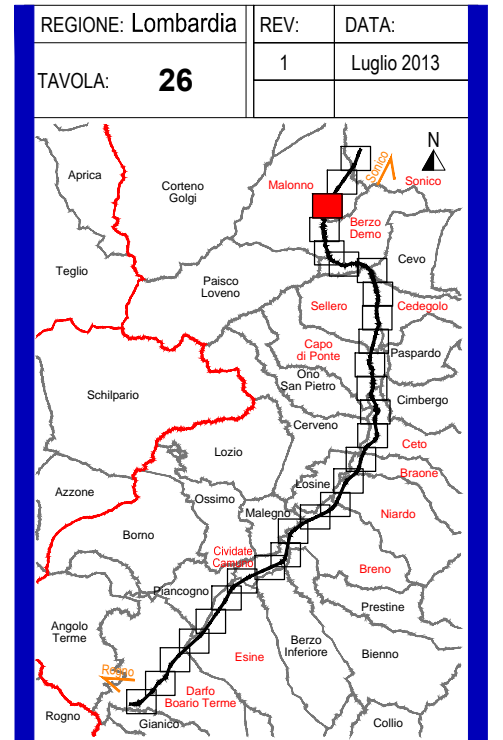 REGIONE: Lombardia
REV:
DATA:
TAVOLA: 26
1
Luglio 2013
N
Sonico
Aprica
Corteno
Golgi
Malonno
Sonico
Berzo
Demo
Teglio
Cevo
Paisco
Loveno
Sellero
Cedegolo
Capo
di Ponte
Paspardo
Ono
San Pietro
Schilpario
Cimbergo
Cerveno
Ceto
Lozio
Braone
Losine
Azzone
Ossimo
Niardo
Malegno
Borno
Cividate
Camuno
Breno
Piancogno
Prestine
Angolo
Terme
Berzo
Inferiore
Bienno
Esine
Rogno
Darfo
Boario Terme
Rogno
Gianico
Collio